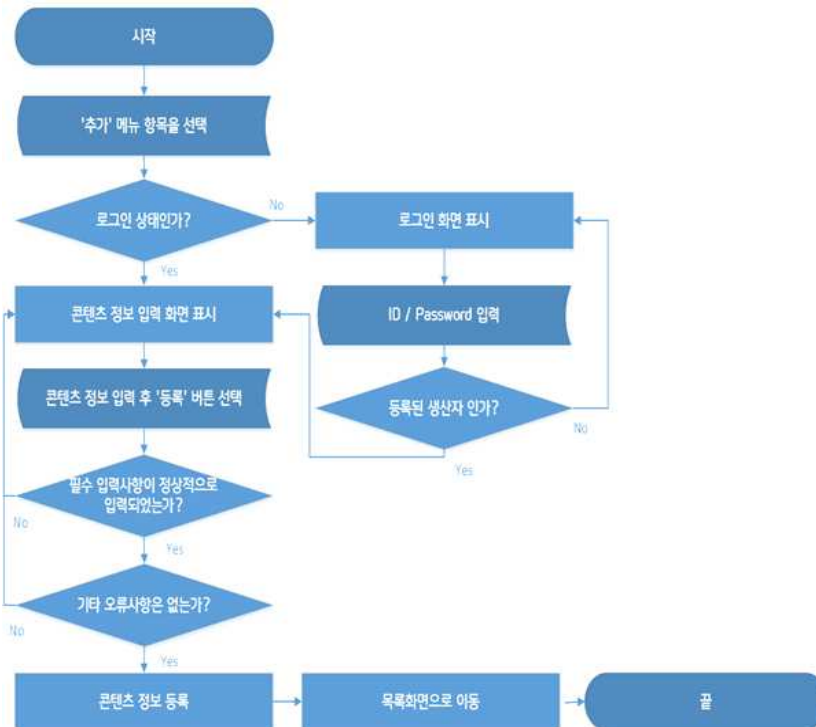 시작
'추가' 메뉴 항목을 선택
로그인 상태인가?
No
로그인 화면 표시
Yes
콘텐츠 정보 입력 화면 표시
ID / Password 입력
콘텐츠 정보 입력 후 '등록' 버튼 선택
등록된 생산자 인가?
No
Yes
필수 입력사항이 정상적으로
입력되었는가?
No
Yes
기타 오류사항은 없는가?
No
Yes
콘텐츠 정보 등록
목록화면으로 이동
끝